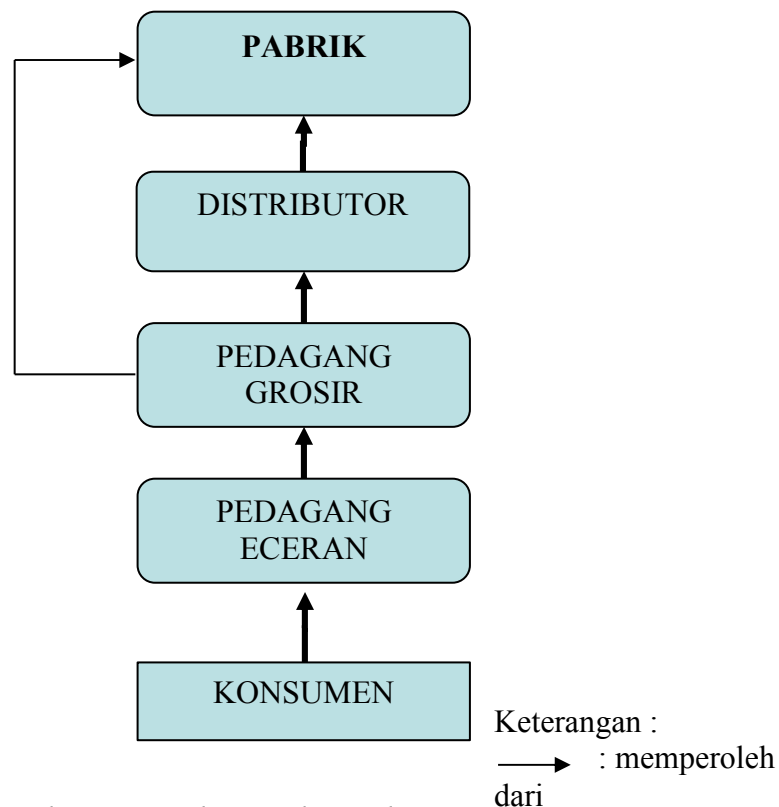 PABRIK
DISTRIBUTOR
PEDAGANG
GROSIR
PEDAGANG
ECERAN
KONSUMEN
Keterangan :
: memperoleh
dari